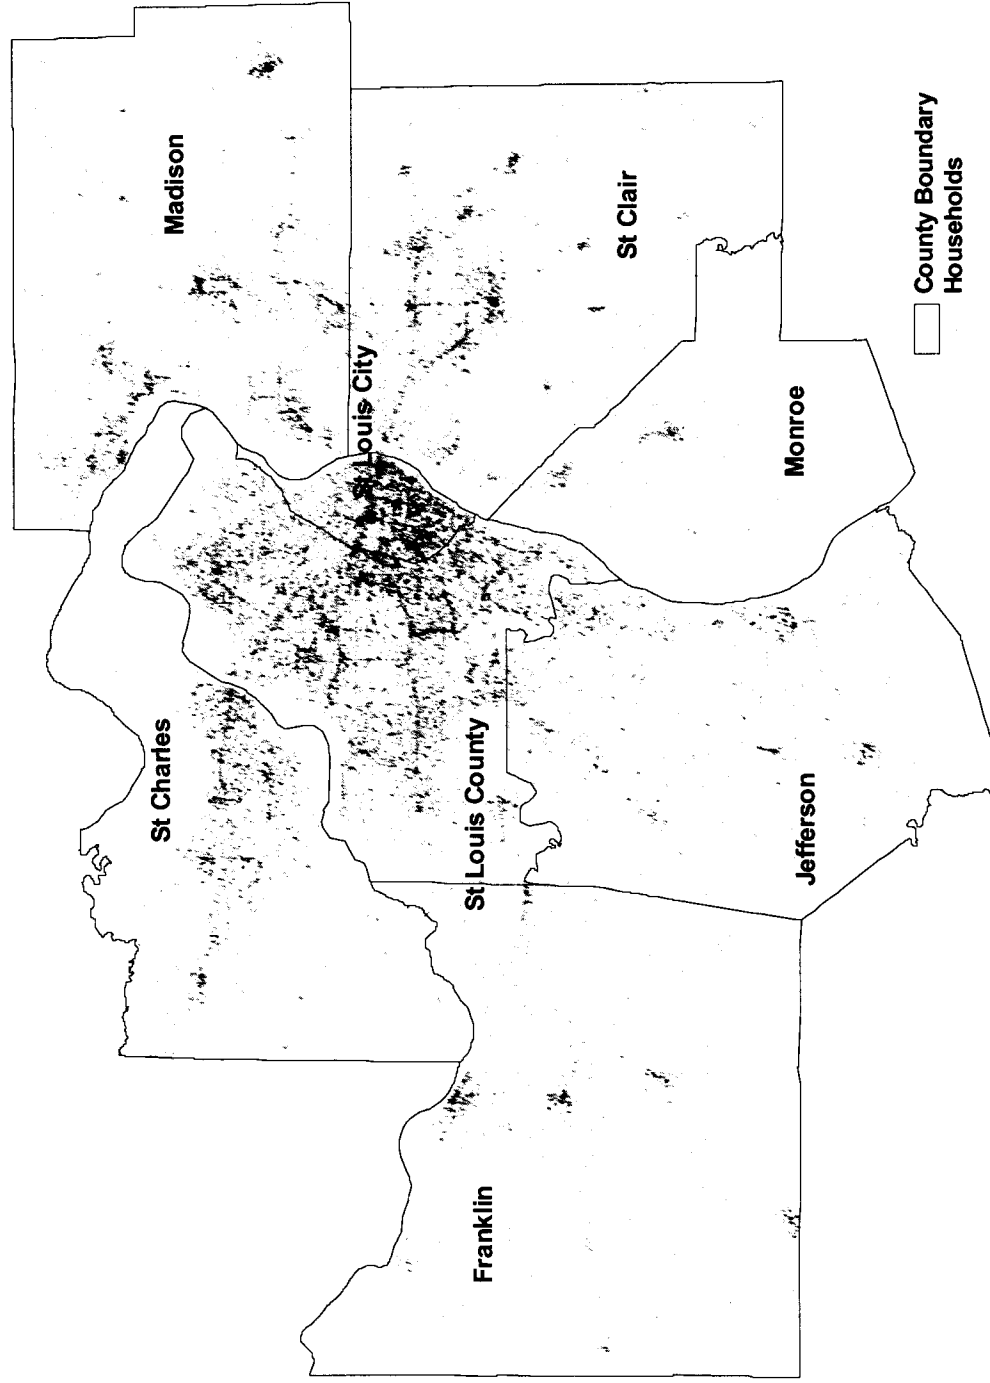 Madison
St Charles
St Louis City
St Clair
St Louis County
Monroe
Franklin
Jefferson
County Boundary
Households